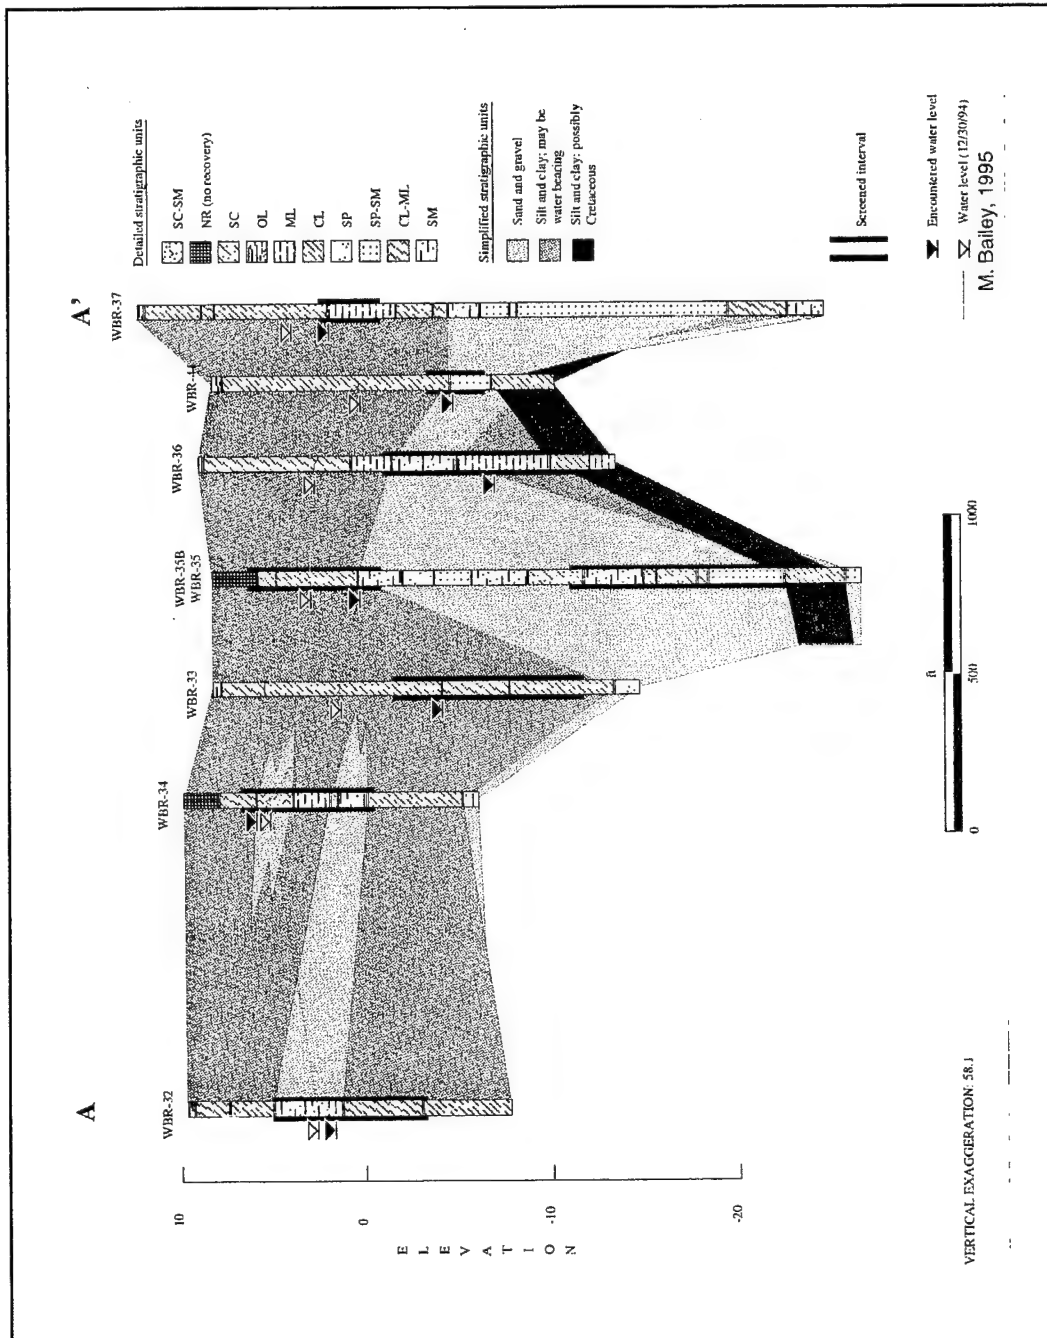 A
A'
WBR-32
WBR-34
WBR-33
WBR-35B
WBR-35
WBR-36
WBR-11
WBR-37
10
0
-10
-20
E L E V A T I O N
Detailed stratigraphic units
SC-SM
NR (no recovery)
SC
OL
ML
CL
SP
SP-SM
CL-ML
SM
Simplified stratigraphic units
Sand and gravel
Silt and clay; may be
water bearing
Silt and clay; possibly
Cretaceous
Screened interval
Encountered water level
Water level (12/30/94)
M. Bailey, 1995
ft
0
500
1000
VERTICAL EXAGGERATION: 58.1